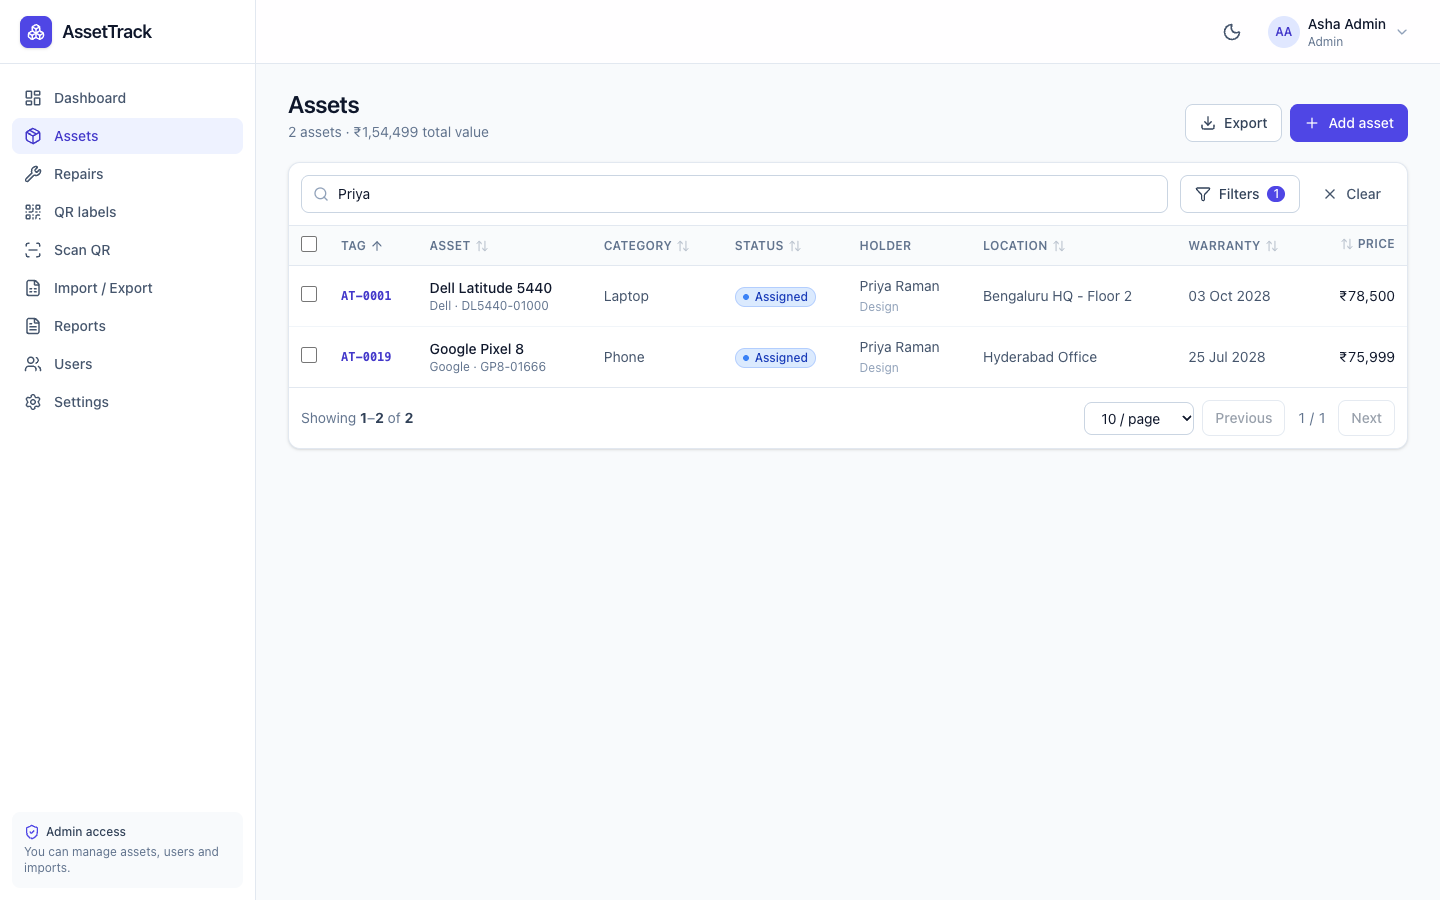 AssetTrack
Asha Admin
AA
Admin
Dashboard
Assets
Repairs
QR labels
Scan QR
Import / Export
Reports
Users
Settings
Admin access
You can manage assets, users and
imports.
Assets
2 assets · ₹1,54,499 total value
Export
Add asset
Priya
Filters 1
Clear
TAG ASSET CATEGORY STATUS HOLDER LOCATION WARRANTY PRICE
AT-0001 Dell Latitude 5440 Laptop Assigned Priya Raman Bengaluru HQ - Floor 2 03 Oct 2028 ₹78,500
Dell · DL5440-01000 Design
AT-0019 Google Pixel 8 Phone Assigned Priya Raman Hyderabad Office 25 Jul 2028 ₹75,999
Google · GP8-01666 Design
Showing 1–2 of 2
10 / page Previous 1 / 1 Next